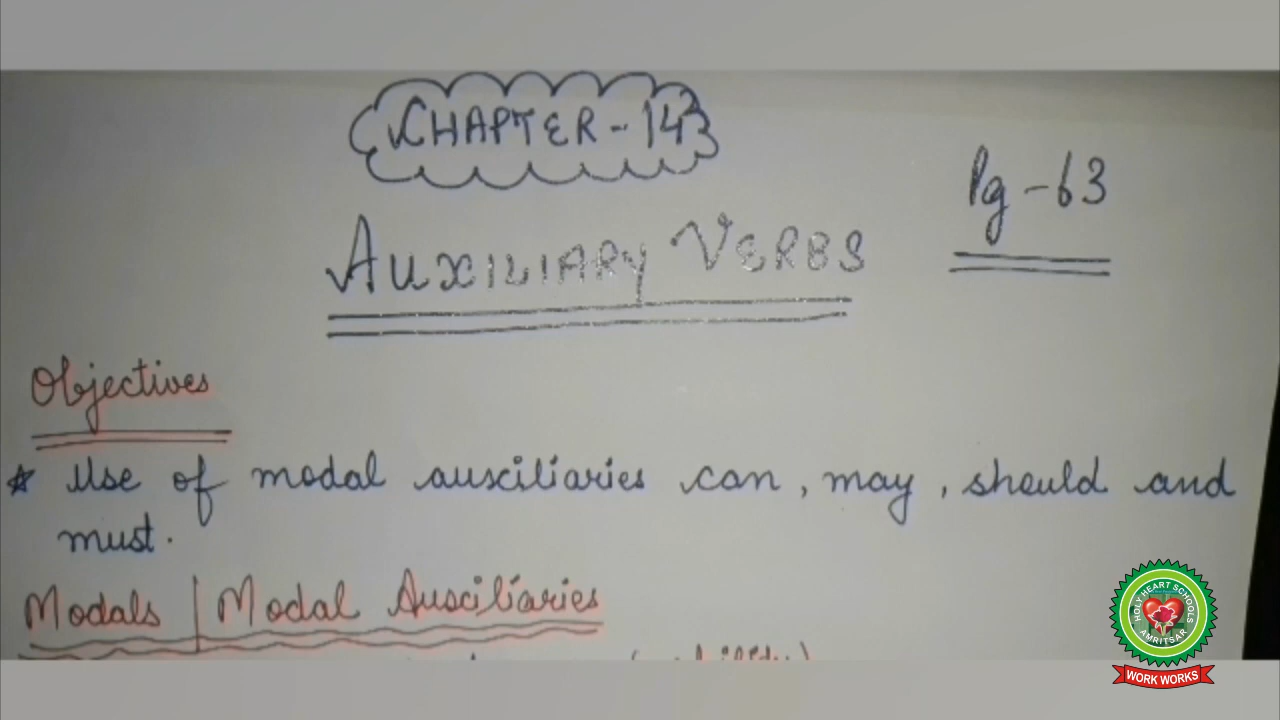 CHAPTER - 14
Pg - 63
AUXILIARY VERBS
Objectives
* Use of modal auxiliaries can, may, should and
must.
Modals | Modal Auxiliaries
HOLY HEART SCHOOLS
AMRITSAR
WORK WORKS